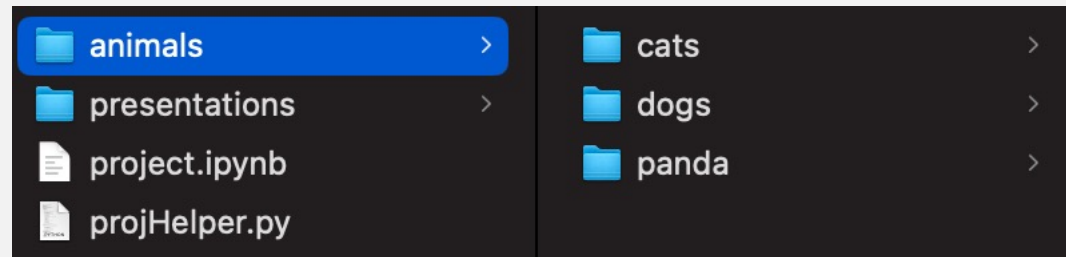 animals
presentations
project.ipynb
projHelper.py
cats
dogs
panda